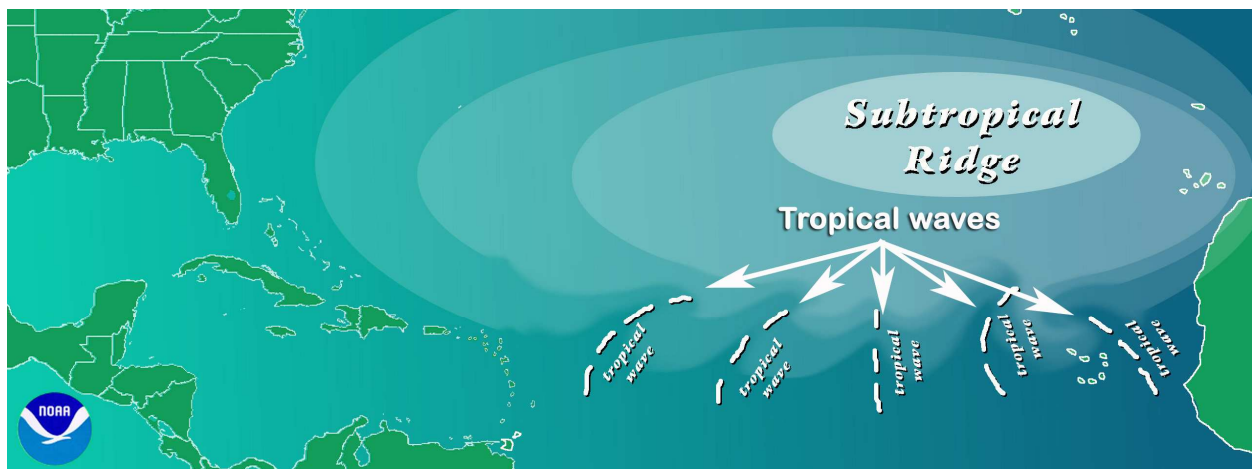 Subtropical
Ridge
Tropical waves
tropical
wave
tropical
wave
tropical
wave
tropical
wave
tropical
wave
NOAA